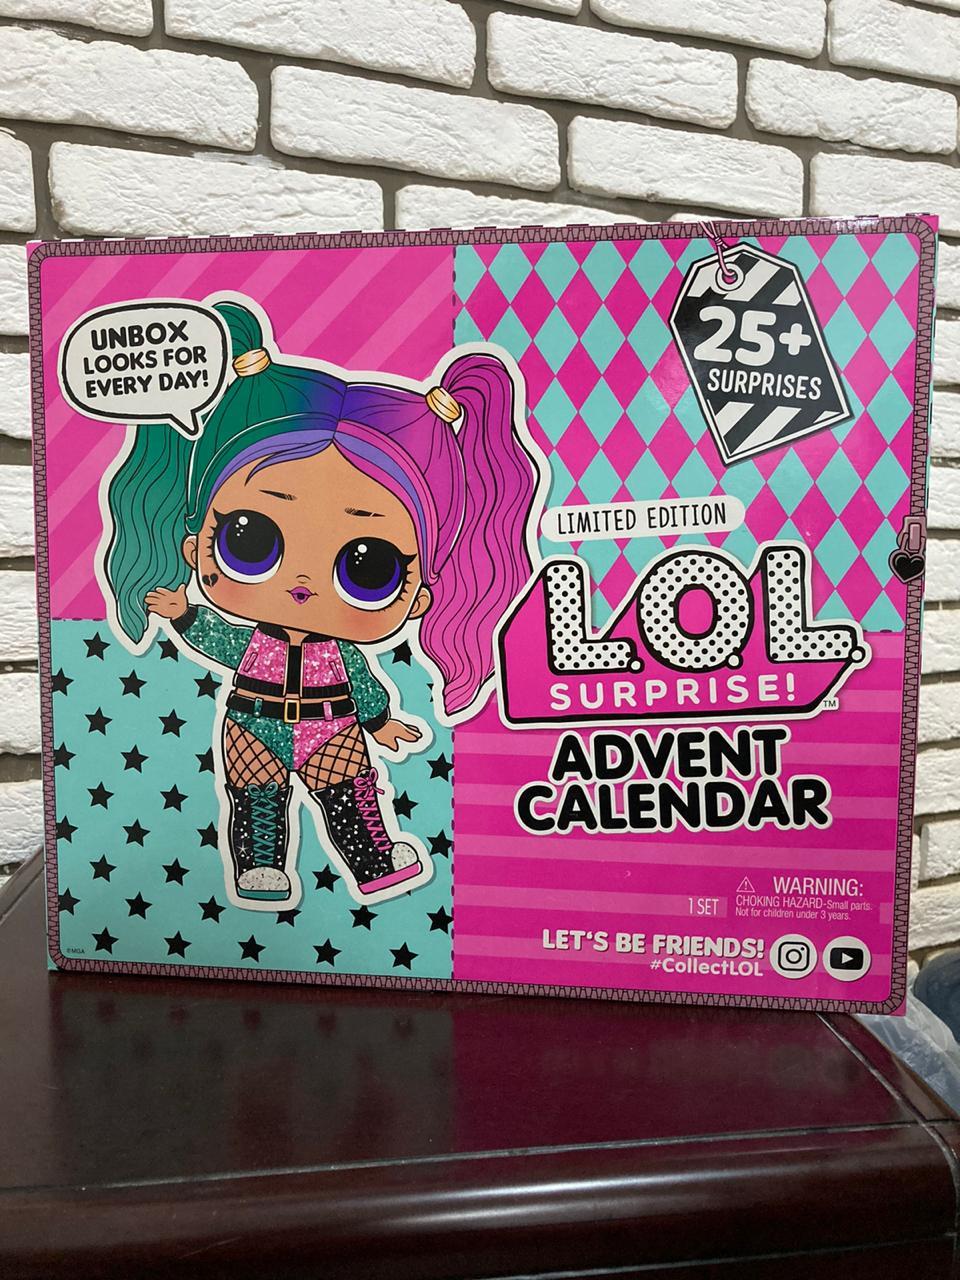 UNBOX
LOOKS FOR
EVERY DAY!
25+
SURPRISES
LIMITED EDITION
L.O.L.
SURPRISE!
TM
ADVENT
CALENDAR
1 SET
WARNING:
CHOKING HAZARD-Small parts.
Not for children under 3 years.
LET'S BE FRIENDS!
#CollectLOL
©MGA